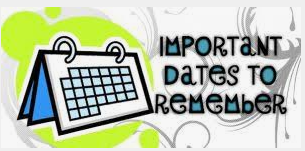 IMPORTANT
DATES TO
REMEMBER